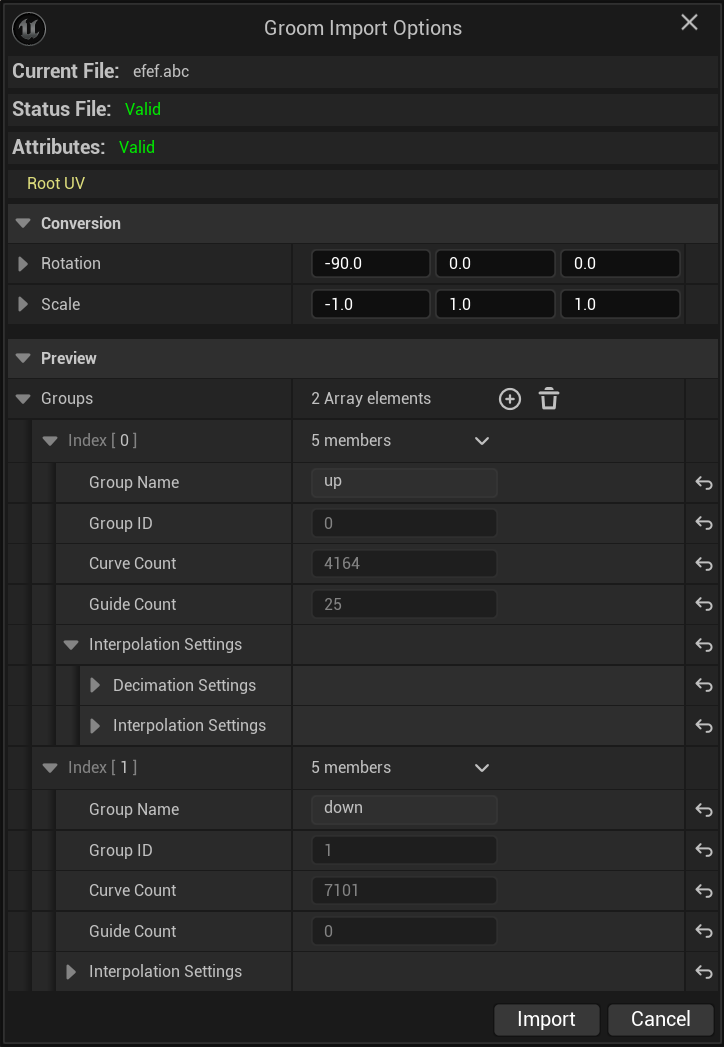 Groom Import Options
Current File: efef.abc
Status File: Valid
Attributes: Valid
Root UV
Conversion
Rotation -90.0 0.0 0.0
Scale -1.0 1.0 1.0
Preview
Groups 2 Array elements
Index [ 0 ] 5 members
Group Name up
Group ID 0
Curve Count 4164
Guide Count 25
Interpolation Settings
Decimation Settings
Interpolation Settings
Index [ 1 ] 5 members
Group Name down
Group ID 1
Curve Count 7101
Guide Count 0
Interpolation Settings
Import Cancel